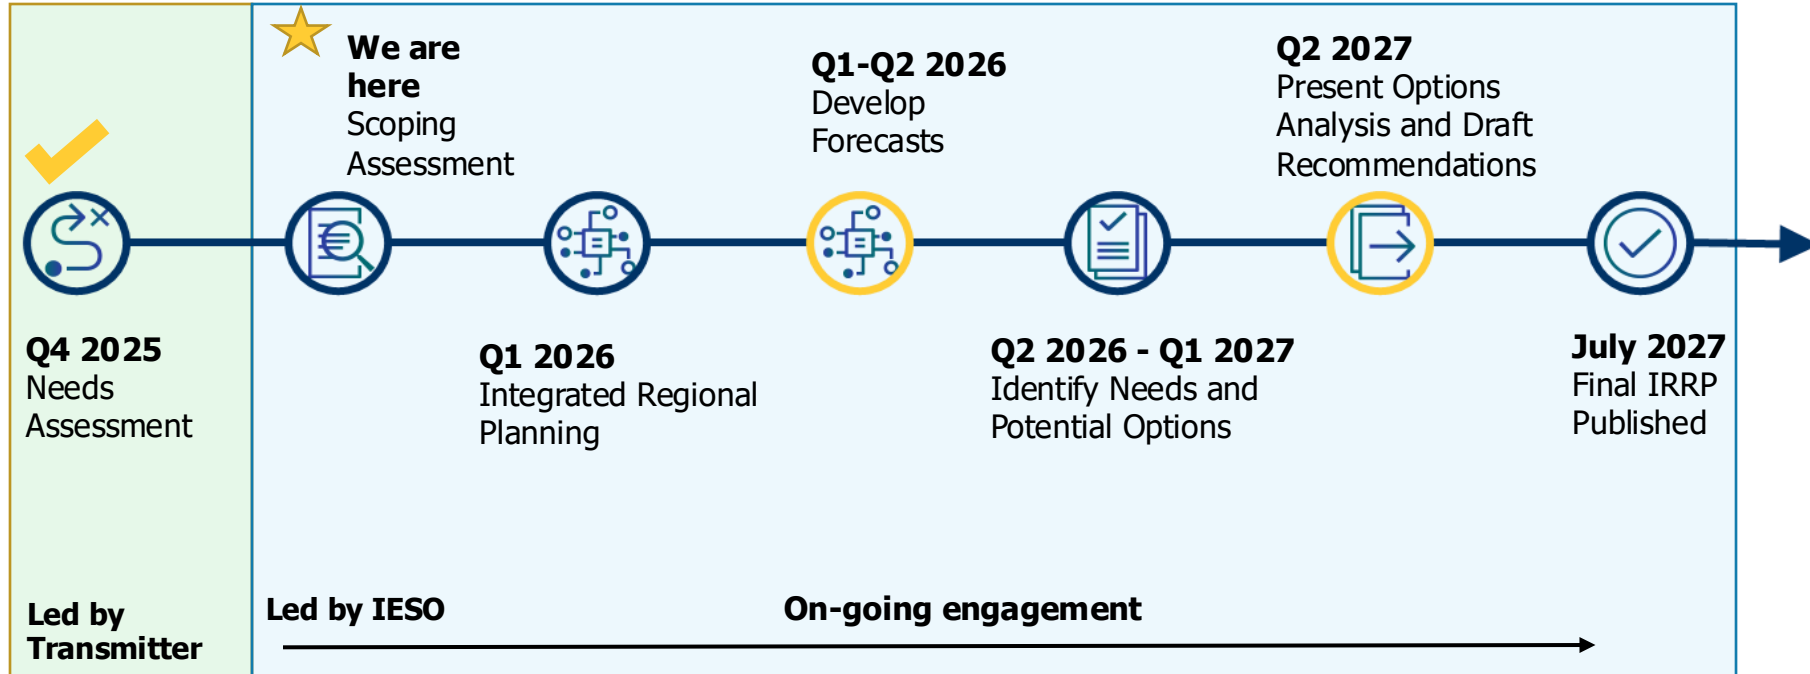 We are
here
Scoping
Assessment
Q1-Q2 2026
Develop
Forecasts
Q2 2027
Present Options
Analysis and Draft
Recommendations
Q4 2025
Needs
Assessment
Q1 2026
Integrated Regional
Planning
Q2 2026 - Q1 2027
Identify Needs and
Potential Options
July 2027
Final IRRP
Published
Led by
Transmitter
Led by IESO
On-going engagement